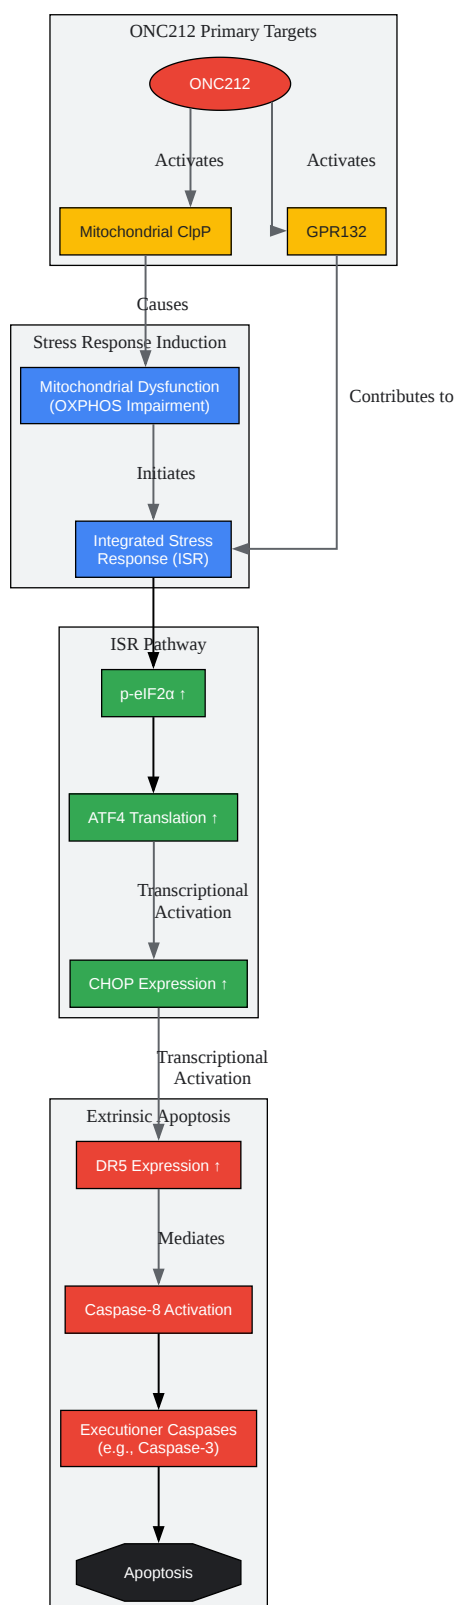 ONC212 Primary Targets
ONC212
Activates
Activates
Mitochondrial ClpP
GPR132
Causes
Stress Response Induction
Mitochondrial Dysfunction
(OXPHOS Impairment)
Contributes to
Initiates
Integrated Stress
Response (ISR)
ISR Pathway
p-eIF2α ↑
ATF4 Translation ↑
Transcriptional
Activation
CHOP Expression ↑
Transcriptional
Activation
Extrinsic Apoptosis
DR5 Expression ↑
Mediates
Caspase-8 Activation
Executioner Caspases
(e.g., Caspase-3)
Apoptosis